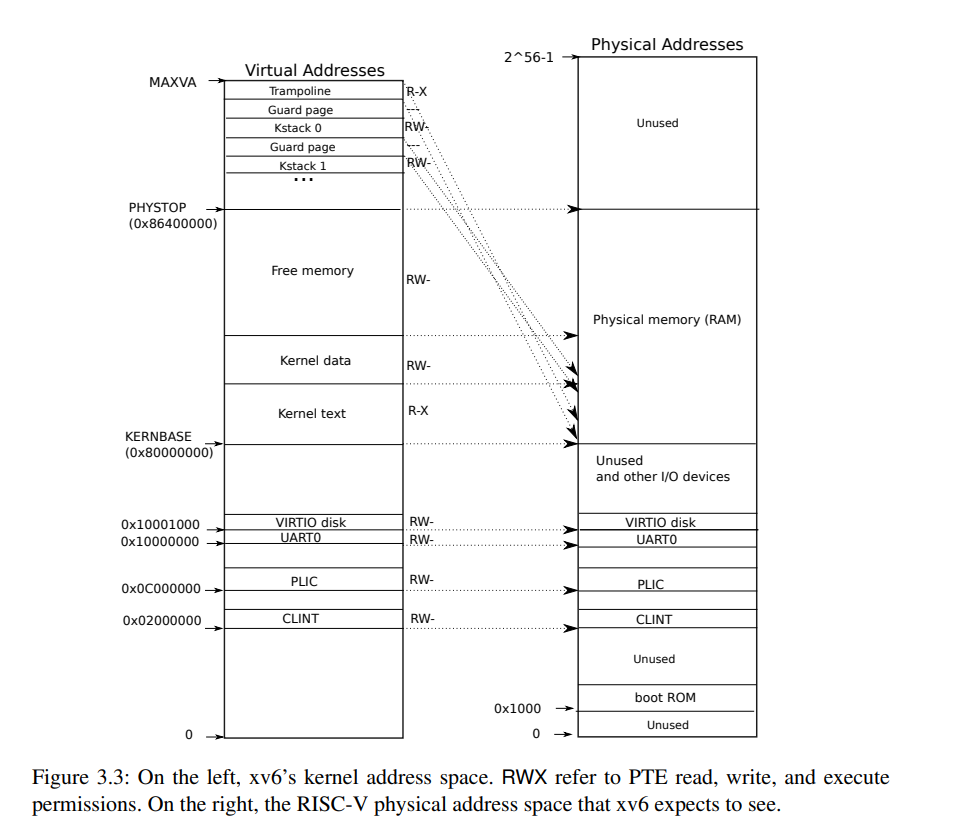 Virtual Addresses
MAXVA
Trampoline
R-X
Guard page
---
Kstack 0
RW-
Guard page
---
Kstack 1
RW-
...
PHYSTOP
(0x86400000)
Free memory
RW-
Kernel data
RW-
Kernel text
R-X
KERNBASE
(0x80000000)
0x10001000
VIRTIO disk
RW-
0x10000000
UART0
RW-
0x0C000000
PLIC
RW-
0x02000000
CLINT
RW-
0
Physical Addresses
2^56-1
Unused
Physical memory (RAM)
Unused
and other I/O devices
VIRTIO disk
UART0
PLIC
CLINT
Unused
boot ROM
0x1000
Unused
0
Figure 3.3: On the left, xv6's kernel address space. RWX refer to PTE read, write, and execute
permissions. On the right, the RISC-V physical address space that xv6 expects to see.